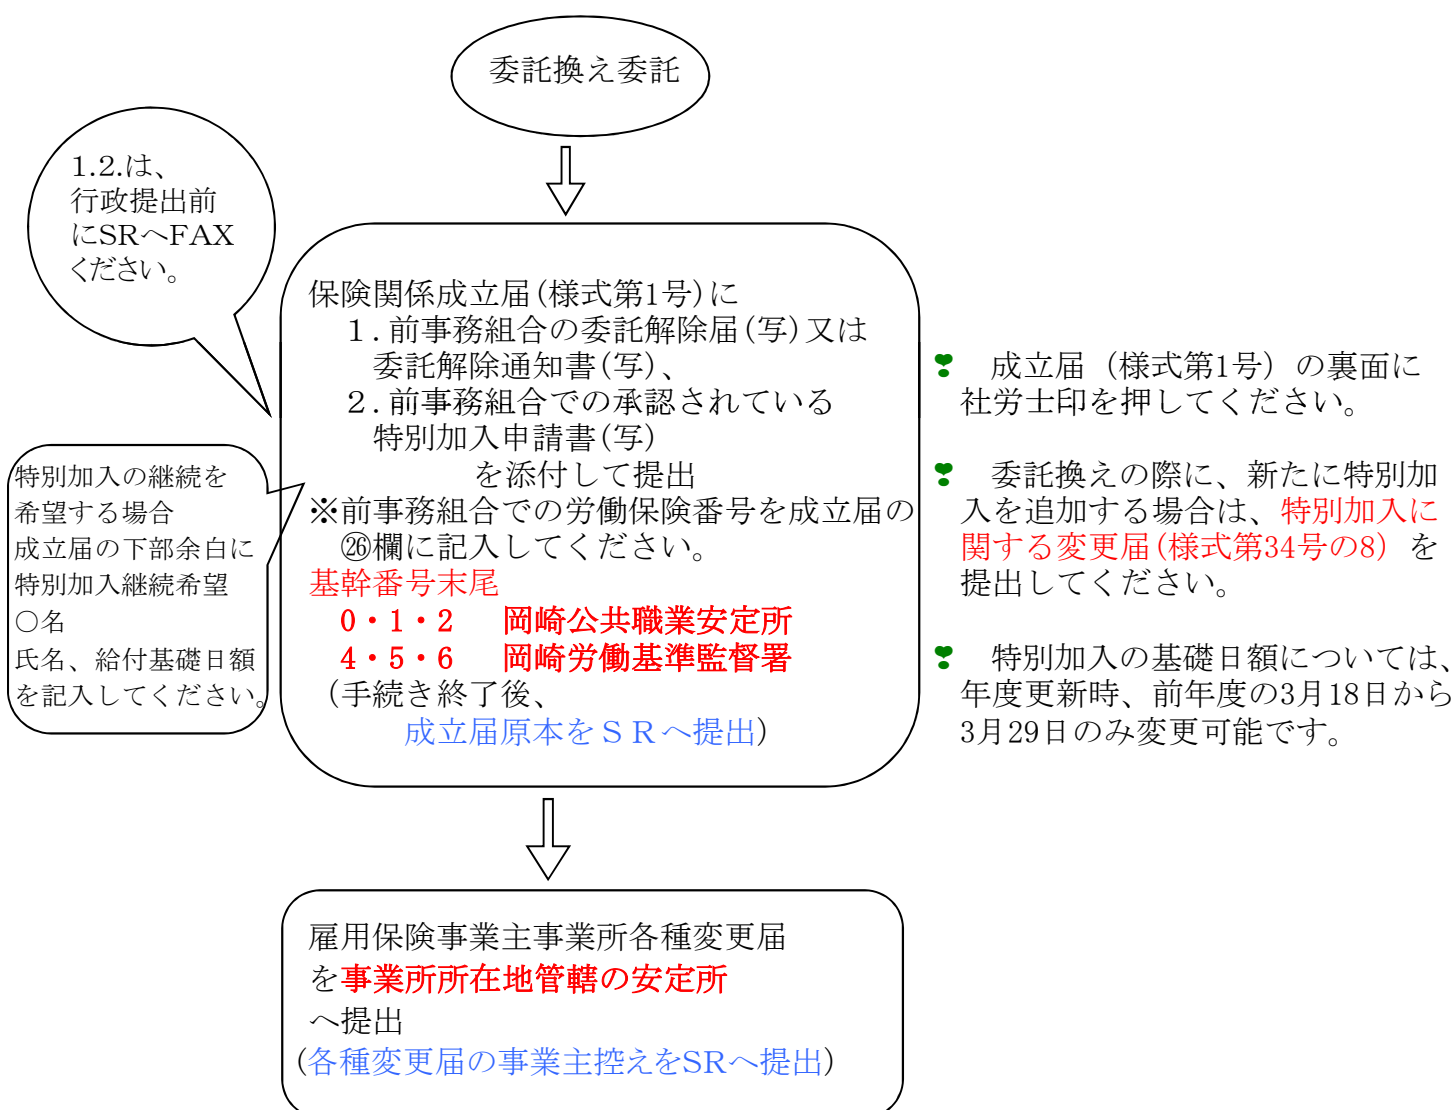 委託換え委託
1.2.は、
行政提出前
にSRへFAX
ください。
保険関係成立届(様式第1号)に
1.前事務組合の委託解除届(写)又は
委託解除通知書(写)、
2.前事務組合での承認されている
特別加入申請書(写)
を添付して提出
※前事務組合での労働保険番号を成立届の
㉖欄に記入してください。
基幹番号末尾
0・1・2 岡崎公共職業安定所
4・5・6 岡崎労働基準監督署
(手続き終了後、
成立届原本をSRへ提出)
特別加入の継続を
希望する場合
成立届の下部余白に
特別加入継続希望
○名
氏名、給付基礎日額
を記入してください。
❣ 成立届(様式第1号)の裏面に
社労士印を押してください。
❣ 委託換えの際に、新たに特別加
入を追加する場合は、特別加入に
関する変更届(様式第34号の8)を
提出してください。
❣ 特別加入の基礎日額については、
年度更新時、前年度の3月18日から
3月29日のみ変更可能です。
雇用保険事業主事業所各種変更届
を事業所所在地管轄の安定所
へ提出
(各種変更届の事業主控えをSRへ提出)